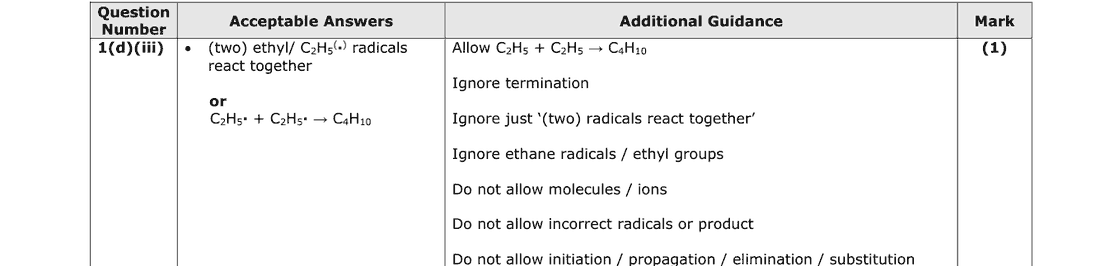 Question Number | Acceptable Answers | Additional Guidance | Mark
1(d)(iii) • (two) ethyl/ C₂H₅⁽•⁾ radicals
react together
or
C₂H₅• + C₂H₅• → C₄H₁₀
Allow C₂H₅ + C₂H₅ → C₄H₁₀
Ignore termination
Ignore just ‘(two) radicals react together’
Ignore ethane radicals / ethyl groups
Do not allow molecules / ions
Do not allow incorrect radicals or product
Do not allow initiation / propagation / elimination / substitution
(1)